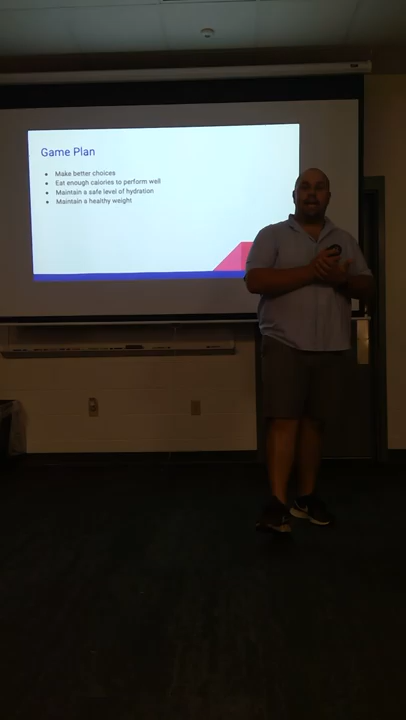 Game Plan
Make better choices
Eat enough calories to perform well
Maintain a safe level of hydration
Maintain a healthy weight